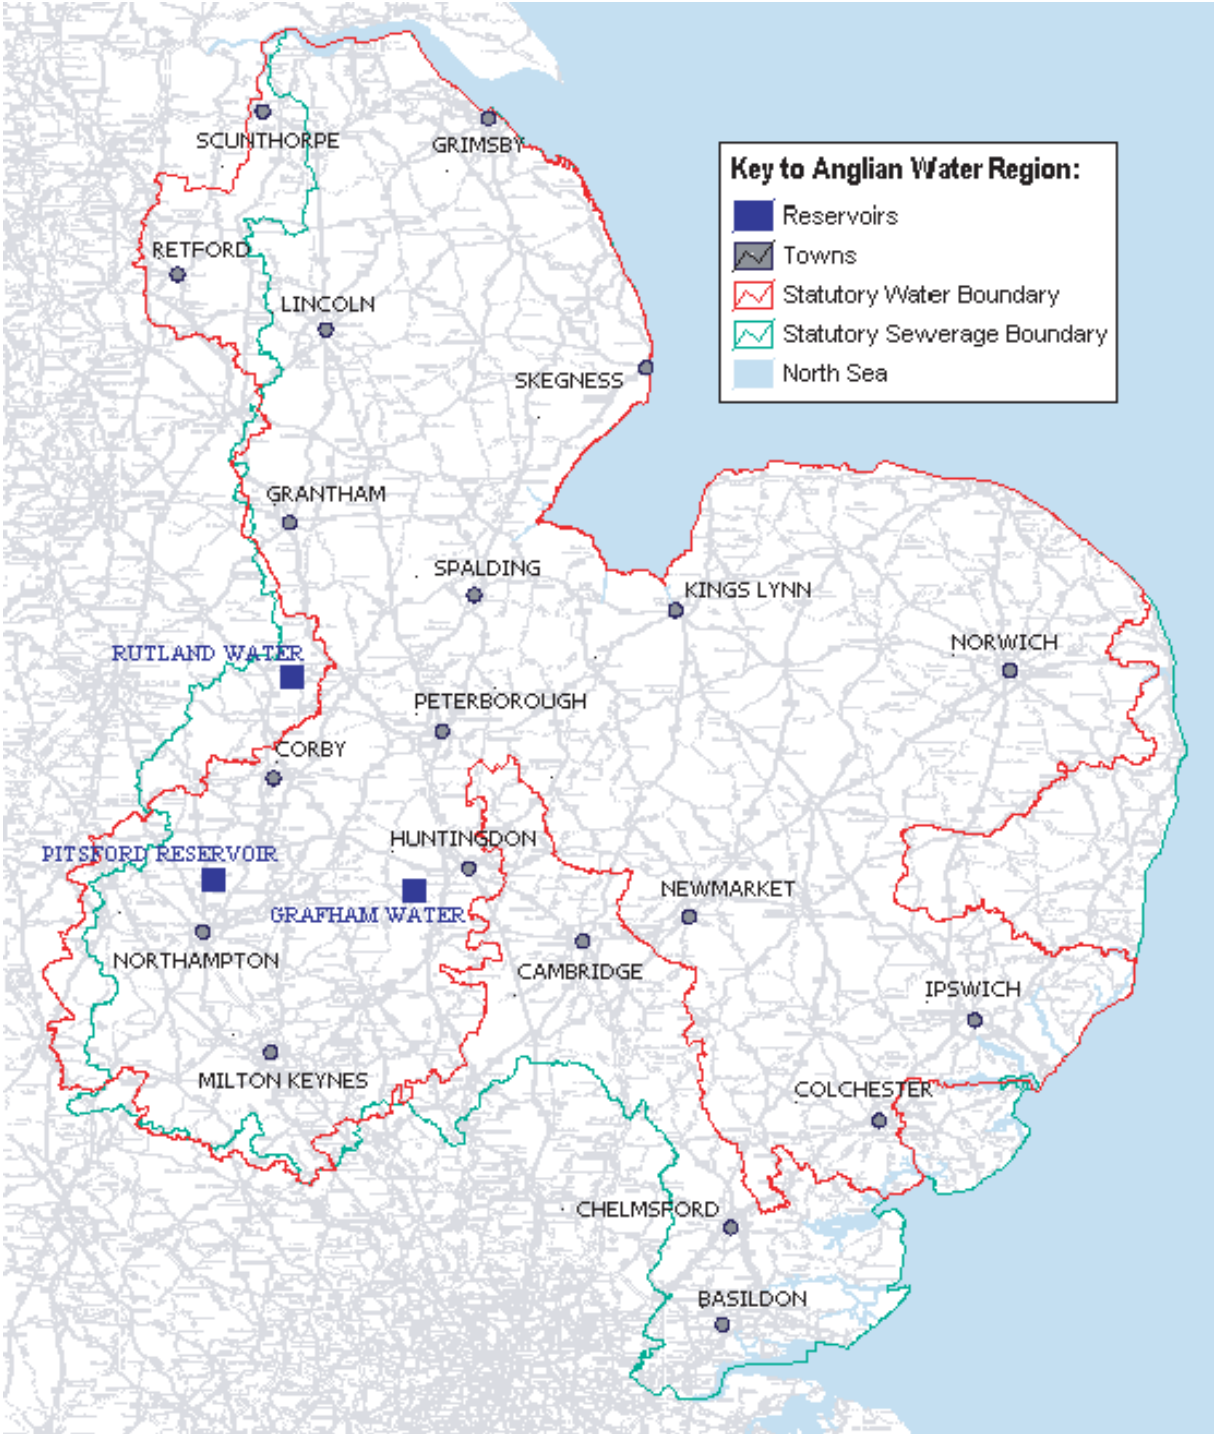 SCUNTHORPE
GRIMSBY
Key to Anglian Water Region:
Reservoirs
Towns
Statutory Water Boundary
Statutory Sewerage Boundary
North Sea
RETFORD
LINCOLN
SKEGNESS
GRANTHAM
SPALDING
KINGS LYNN
NORWICH
RUTLAND WATER
PETERBOROUGH
CORBY
HUNTINGDON
PITSFORD RESERVOIR
NEWMARKET
GRAFHAM WATER
NORTHAMPTON
CAMBRIDGE
IPSWICH
MILTON KEYNES
COLCHESTER
CHELMSFORD
BASILDON